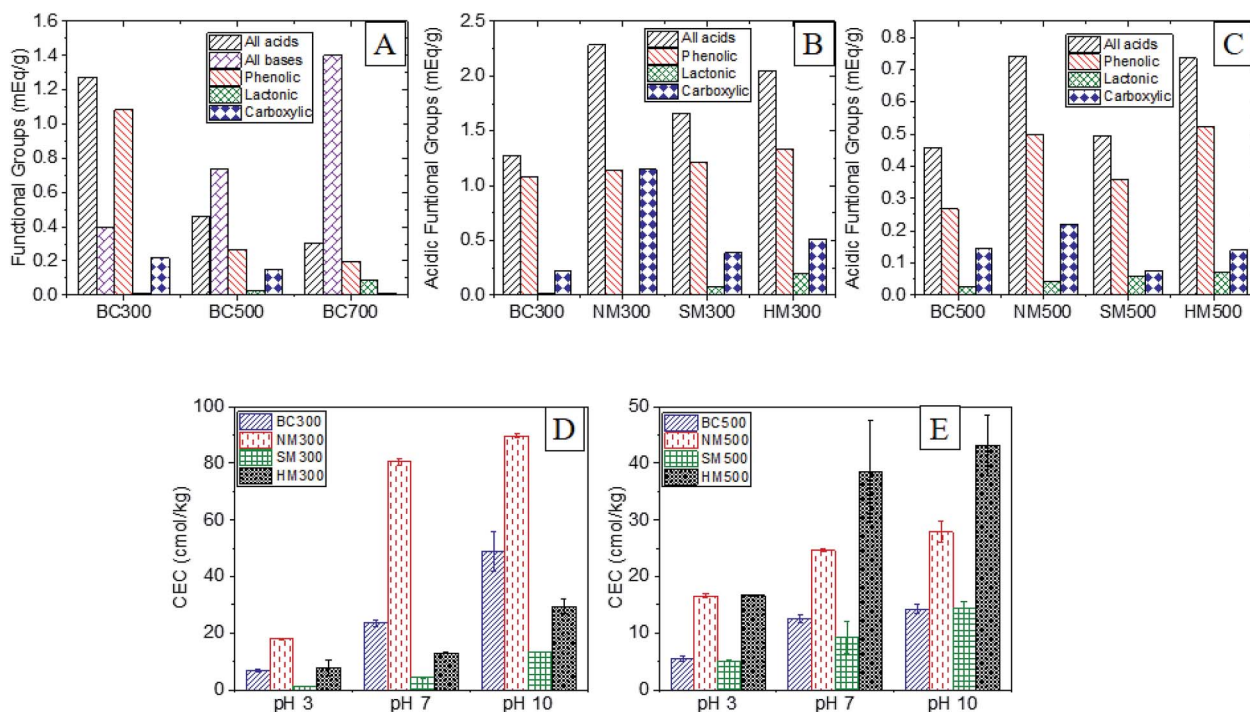 A
Functional Groups (mEq/g)
1.6
1.4
1.2
1.0
0.8
0.6
0.4
0.2
0.0
All acids
All bases
Phenolic
Lactonic
Carboxylic
BC300 BC500 BC700
B
Acidic Funtional Groups (mEq/g)
2.5
2.0
1.5
1.0
0.5
0.0
All acids
Phenolic
Lactonic
Carboxylic
BC300 NM300 SM300 HM300
C
Acidic Functional Groups (mEq/g)
0.8
0.7
0.6
0.5
0.4
0.3
0.2
0.1
0.0
All acids
Phenolic
Lactonic
Carboxylic
BC500 NM500 SM500 HM500
D
CEC (cmol/kg)
100
80
60
40
20
0
BC300
NM300
SM300
HM300
pH 3 pH 7 pH 10
E
CEC (cmol/kg)
50
40
30
20
10
0
BC500
NM500
SM500
HM500
pH 3 pH 7 pH 10